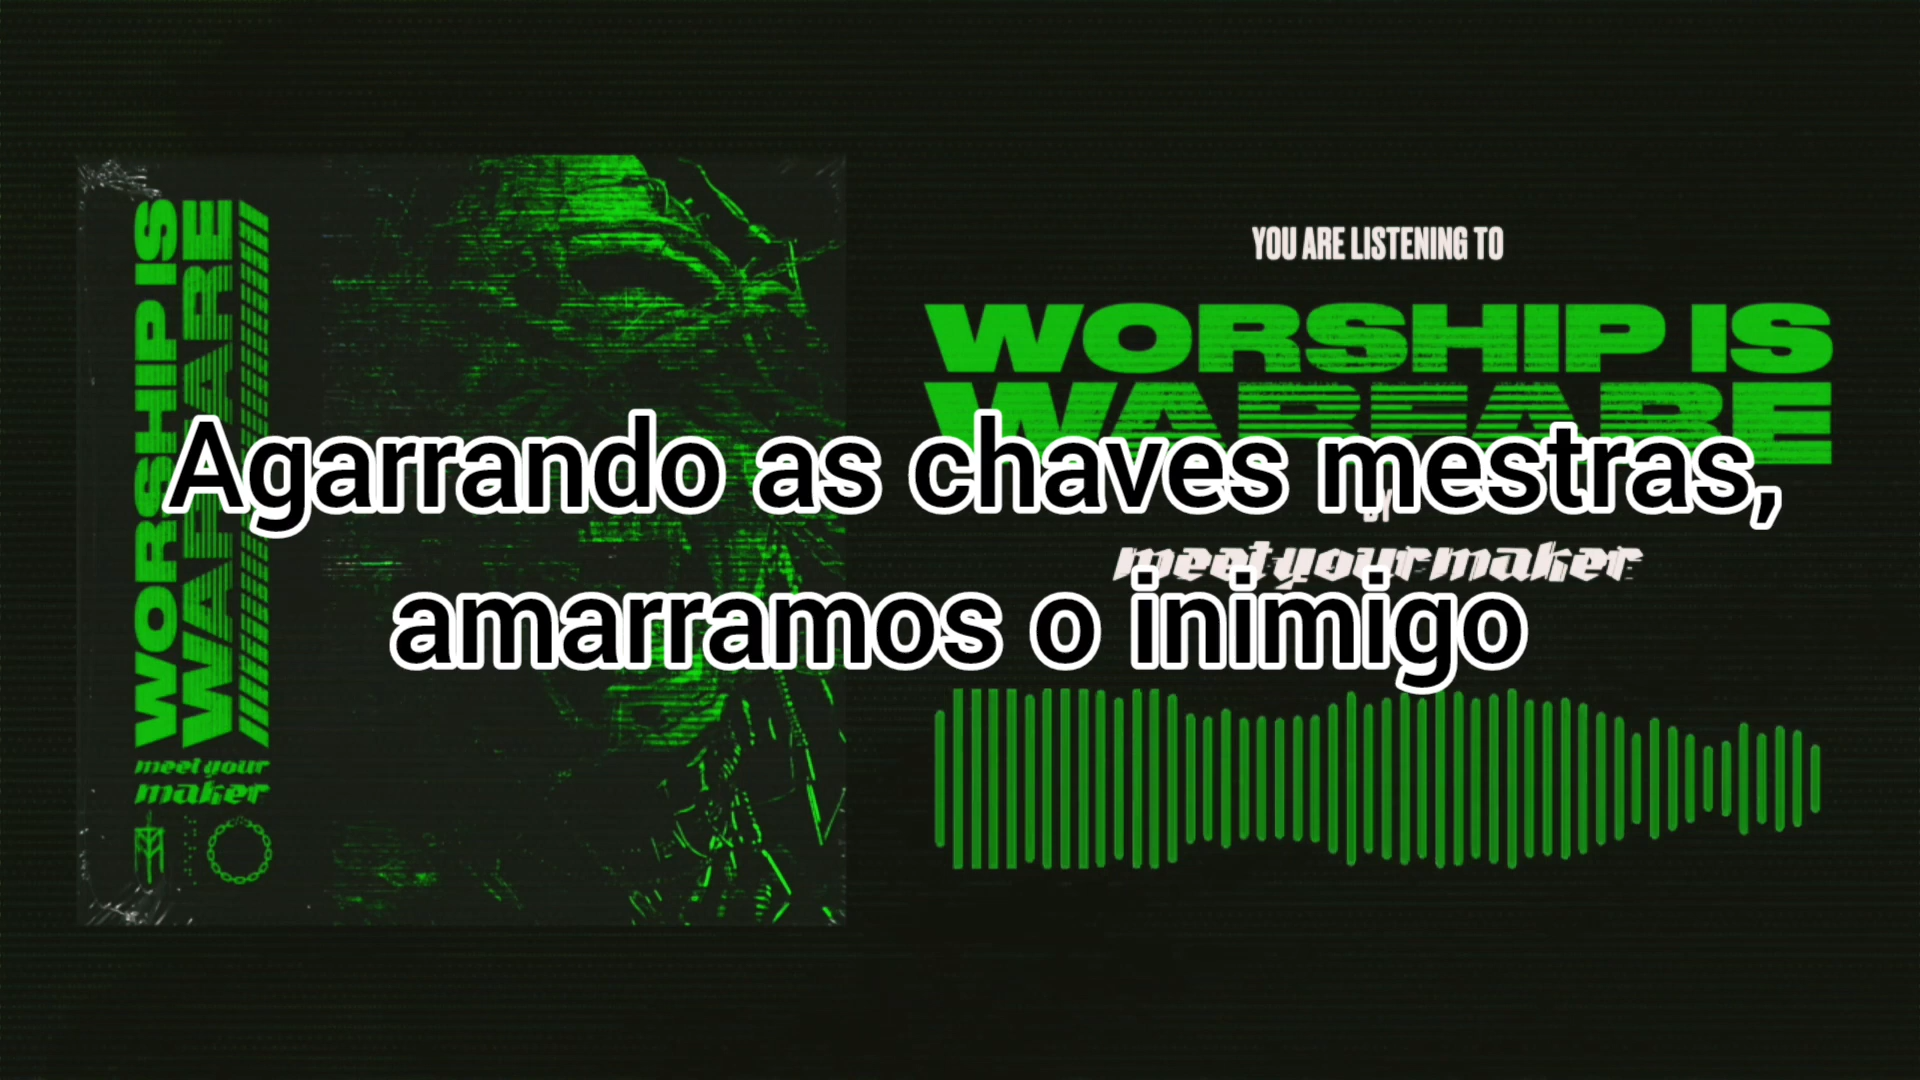 WORSHIP IS
WARFARE
meet your
maker
YOU ARE LISTENING TO
WORSHIP IS
WARFARE
BY
meet your maker
Agarrando as chaves mestras,
amarramos o inimigo